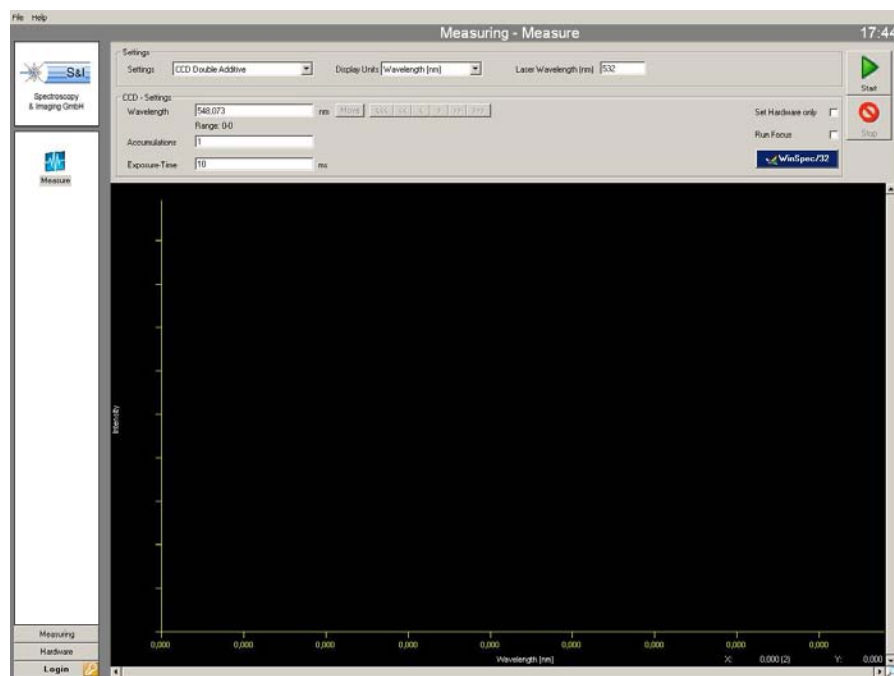 File Help
Measuring - Measure 17:44
S&I
Spectroscopy
& Imaging GmbH
Measure
Settings
Settings CCD Double Additive Display Units Wavelength [nm] Laser Wavelength [nm] 532
Start
CCD - Settings
Wavelength 548,073 nm Move <<< << < > >> >>> Set Hardware only
Range: 0-0
Run Focus Stop
Accumulations 1
WinSpec/32
Exposure-Time 10 ms
Intensity
0,000 0,000 0,000 0,000 0,000 0,000 0,000 0,000 0,000
Wavelength [nm] X: 0.000 (2) Y: 0.000
Measuring
Hardware
Login